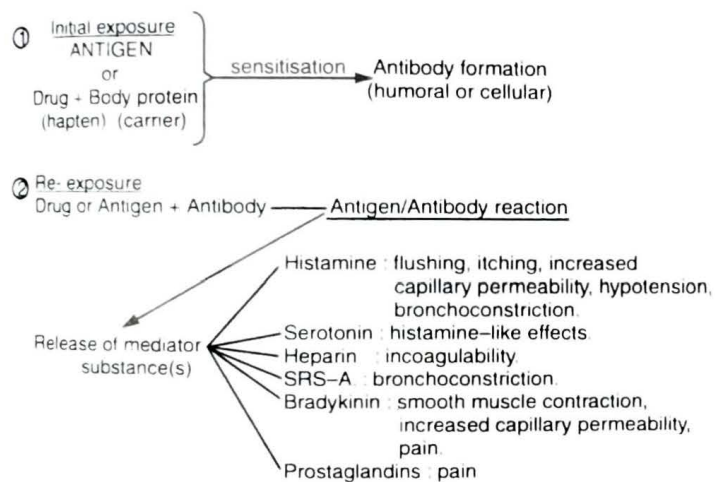 ① Initial exposure
ANTIGEN
or
Drug + Body protein
(hapten) (carrier)
sensitisation
Antibody formation
(humoral or cellular)
② Re-exposure
Drug or Antigen + Antibody
Antigen/Antibody reaction
Release of mediator
substance(s)
Histamine : flushing, itching, increased
capillary permeability, hypotension,
bronchoconstriction.
Serotonin : histamine-like effects.
Heparin : incoagulability.
SRS-A : bronchoconstriction.
Bradykinin : smooth muscle contraction,
increased capillary permeability,
pain.
Prostaglandins : pain